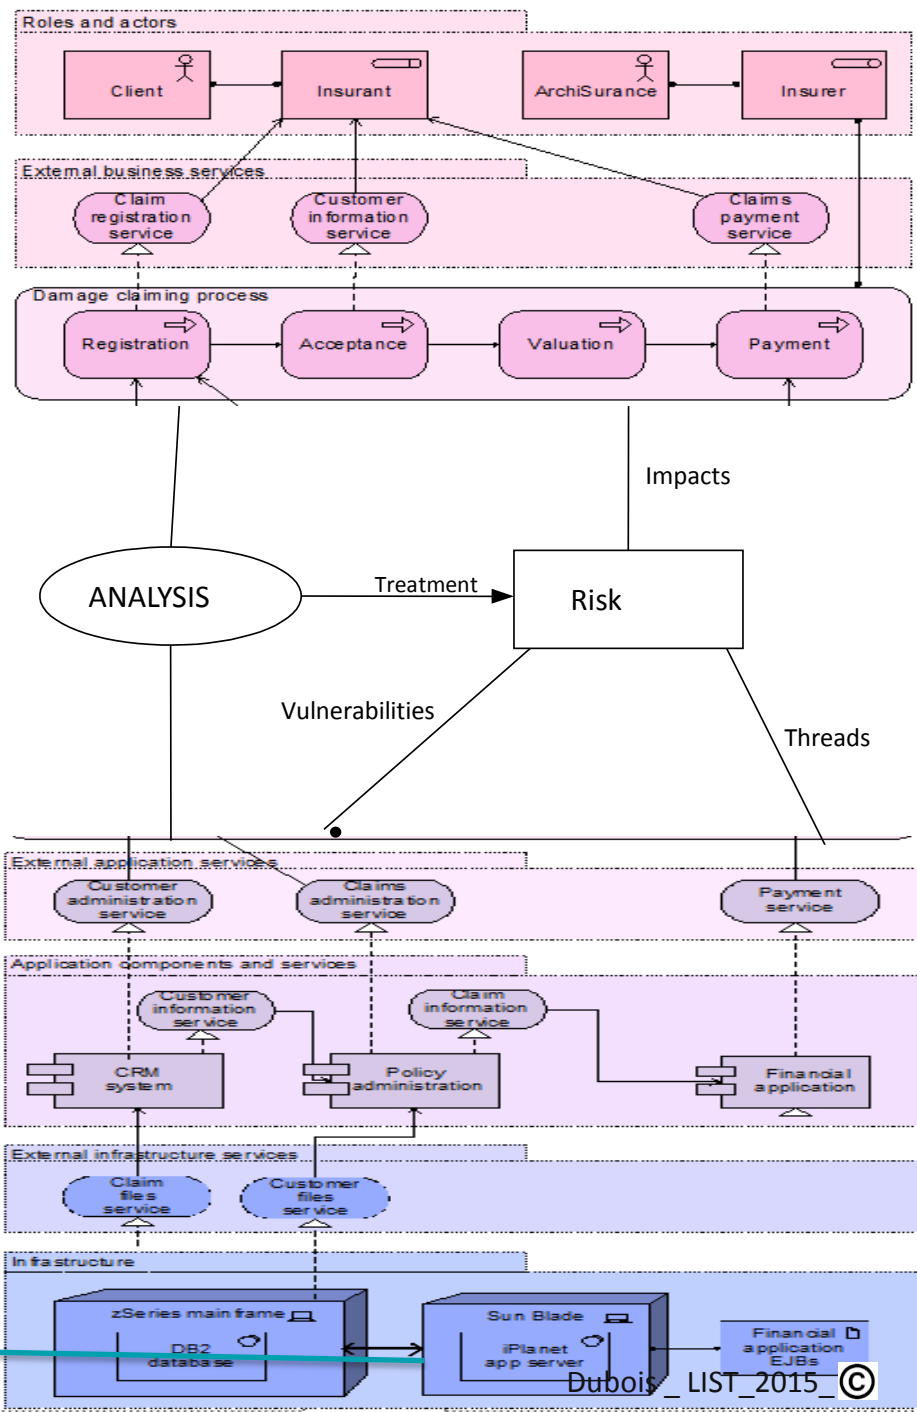 Roles and actors
Client
Insurant
ArchiSurance
Insurer
External business services
Claim
registration
service
Customer
information
service
Claims
payment
service
Damage claiming process
Registration
Acceptance
Valuation
Payment
Impacts
ANALYSIS
Treatment
Risk
Vulnerabilities
Threads
External application services
Customer
administration
service
Claims
administration
service
Payment
service
Application components and services
Customer
information
service
Claim
information
service
CRM
system
Policy
administration
Financial
application
External infrastructure services
Claim
files
service
Customer
files
service
Infrastructure
zSeries mainframe
DB2
database
Sun Blade
iPlanet
app server
Financial
application
EJBs
Dubois _ LIST_2015_ ©